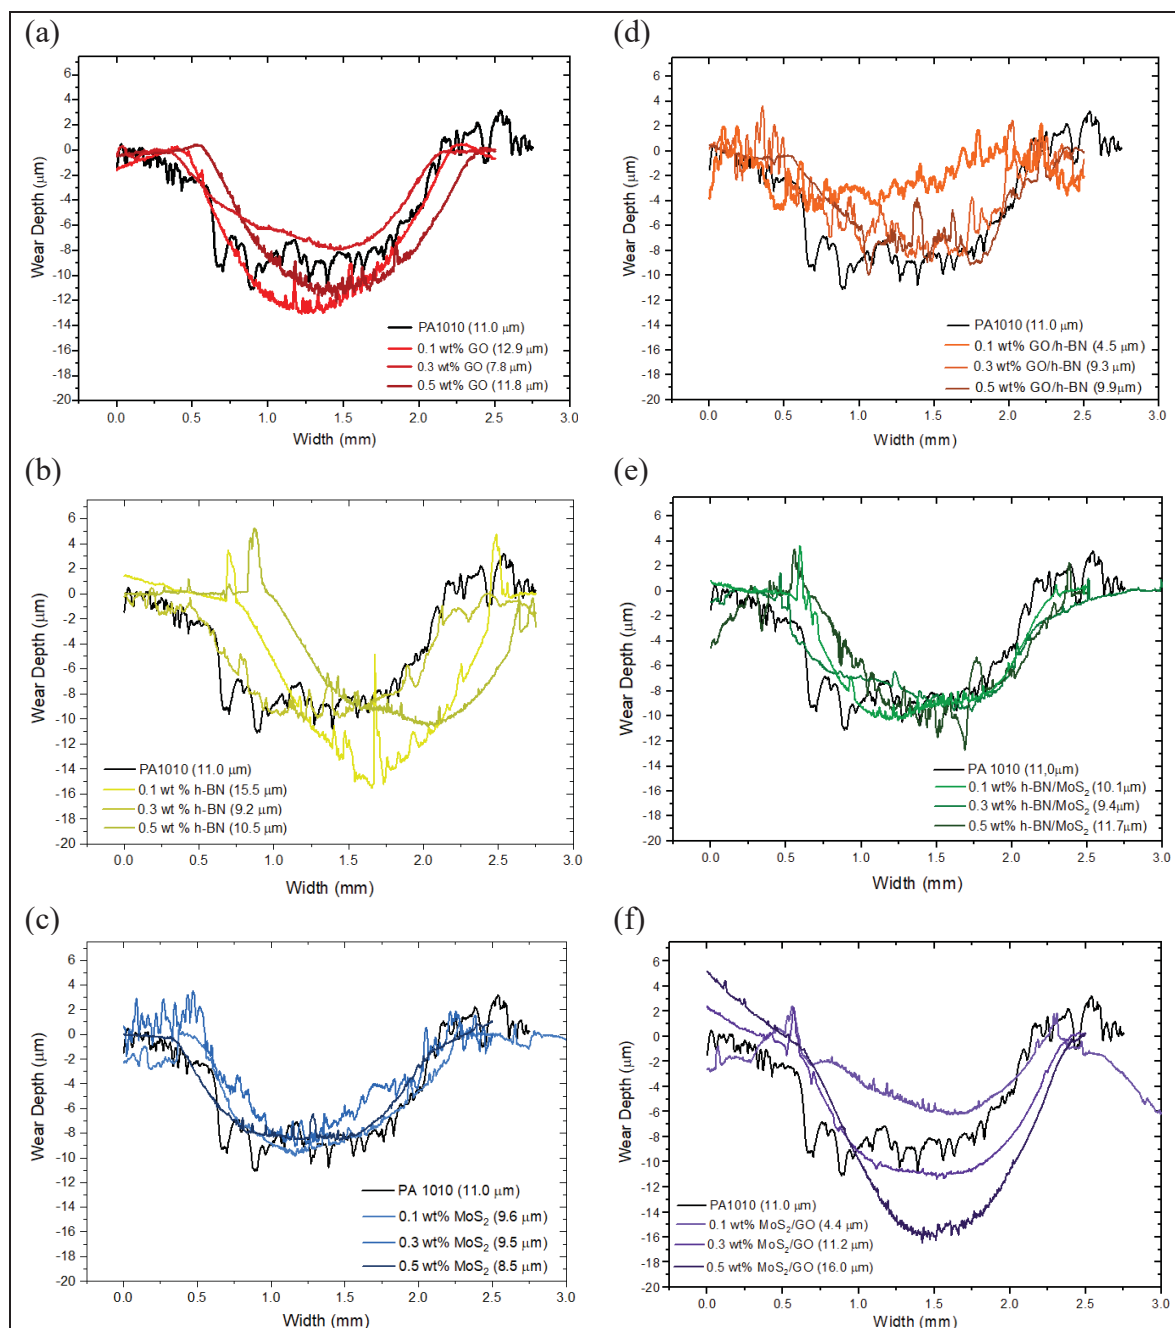 (a)
6
4
2
0
-2
-4
-6
-8
-10
-12
-14
-16
-18
-20
Wear Depth (μm)
PA1010 (11.0 μm)
0.1 wt% GO (12.9 μm)
0.3 wt% GO (7.8 μm)
0.5 wt% GO (11.8 μm)
0.0 0.5 1.0 1.5 2.0 2.5 3.0
Width (mm)
(d)
6
4
2
0
-2
-4
-6
-8
-10
-12
-14
-16
-18
-20
Wear Depth (μm)
PA1010 (11.0 μm)
0.1 wt% GO/h-BN (4.5 μm)
0.3 wt% GO/h-BN (9.3 μm)
0.5 wt% GO/h-BN (9.9μm)
0.0 0.5 1.0 1.5 2.0 2.5 3.0
Width (mm)
(b)
6
4
2
0
-2
-4
-6
-8
-10
-12
-14
-16
-18
-20
Wear Depth (μm)
PA1010 (11.0 μm)
0.1 wt % h-BN (15.5 μm)
0.3 wt % h-BN (9.2 μm)
0.5 wt % h-BN (10.5 μm)
0.0 0.5 1.0 1.5 2.0 2.5 3.0
Width (mm)
(e)
6
4
2
0
-2
-4
-6
-8
-10
-12
-14
-16
-18
-20
Wear Depth (μm)
PA 1010 (11,0μm)
0.1 wt% h-BN/MoS₂ (10.1μm)
0.3 wt% h-BN/MoS₂ (9.4μm)
0.5 wt% h-BN/MoS₂ (11.7μm)
0.0 0.5 1.0 1.5 2.0 2.5 3.0
Width (mm)
(c)
6
4
2
0
-2
-4
-6
-8
-10
-12
-14
-16
-18
-20
Wear Depth (μm)
PA 1010 (11.0 μm)
0.1 wt% MoS₂ (9.6 μm)
0.3 wt% MoS₂ (9.5 μm)
0.5 wt% MoS₂ (8.5 μm)
0.0 0.5 1.0 1.5 2.0 2.5 3.0
Width (mm)
(f)
6
4
2
0
-2
-4
-6
-8
-10
-12
-14
-16
-18
-20
Wear Depth (μm)
PA1010 (11.0 μm)
0.1 wt% MoS₂/GO (4.4 μm)
0.3 wt% MoS₂/GO (11.2 μm)
0.5 wt% MoS₂/GO (16.0 μm)
0.0 0.5 1.0 1.5 2.0 2.5 3.0
Width (mm)